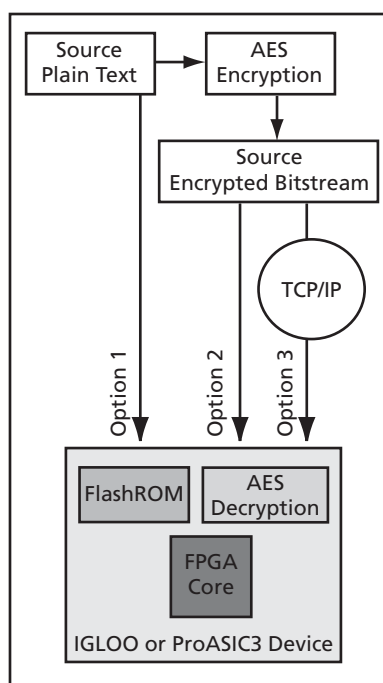 Source
Plain Text
AES
Encryption
Source
Encrypted Bitstream
TCP/IP
Option 1
Option 2
Option 3
FlashROM
AES
Decryption
FPGA
Core
IGLOO or ProASIC3 Device